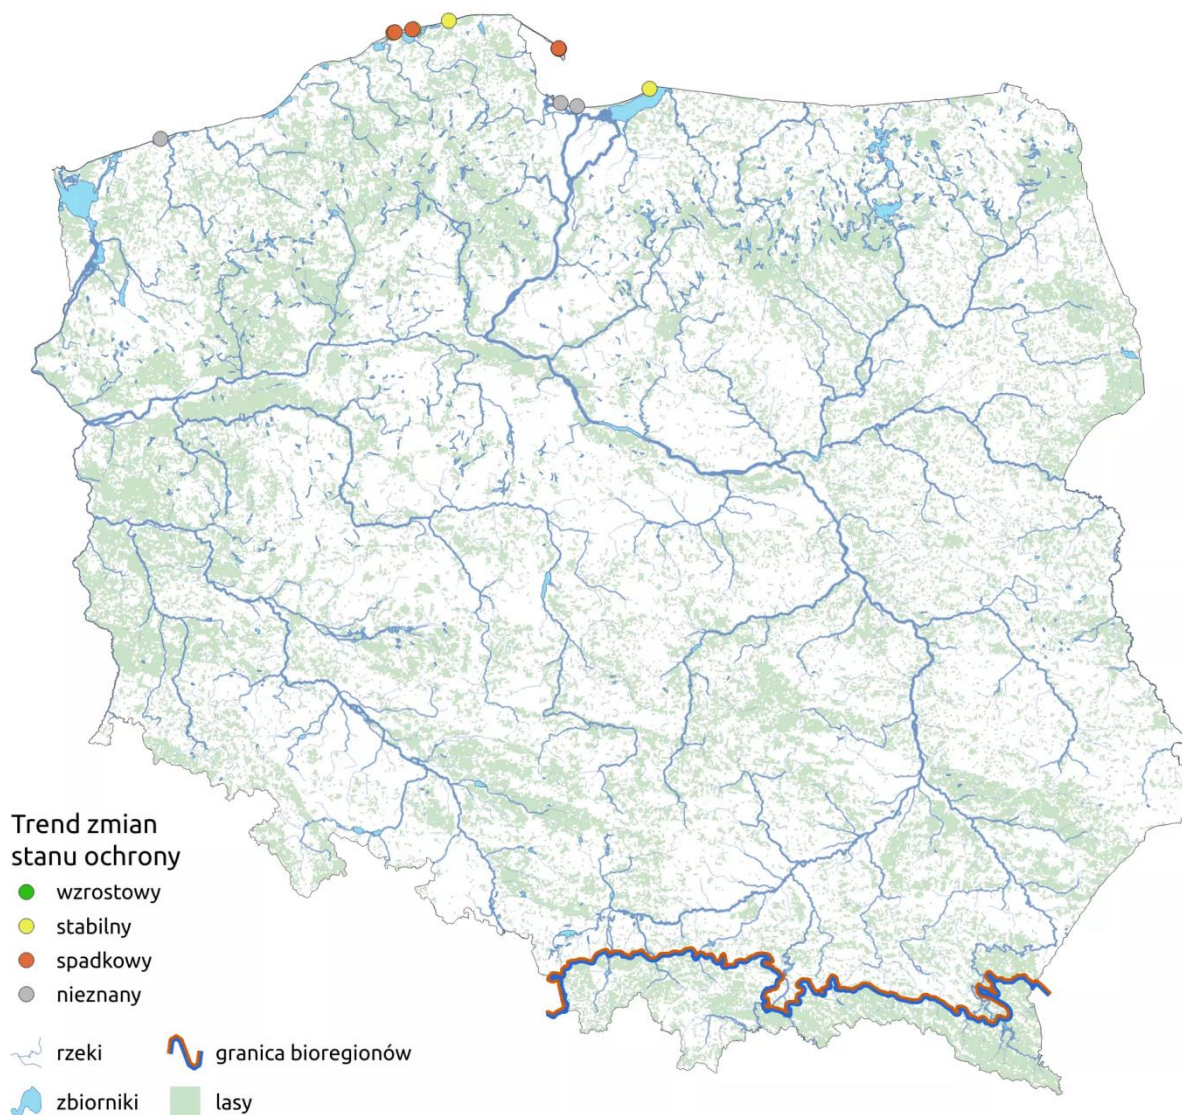 Trend zmian
stanu ochrony
wzrostowy
stabilny
spadkowy
nieznany
rzeki
granica bioregionów
zbiorniki
lasy